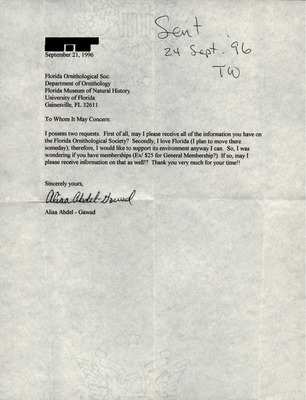 Sent
24 Sept. 96
TW
September 21, 1996
Florida Ornithological Soc.
Department of Ornithology
Florida Museum of Natural History
University of Florida
Gainesville, FL 32611
To Whom It May Concern:
I possess two requests. First of all, may I please receive all of the information you have on
the Florida Ornithological Society? Secondly, I love Florida (I plan to move there
someday); therefore, I would like to support its environment anyway I can. So, I was
wondering if you have memberships (Ex/ $25 for General Membership?) If so, may I
please receive information on that as well?? Thank you very much for your time!!
Sincerely yours,
Aliaa Abdel-Gawad
Aliaa Abdel - Gawad